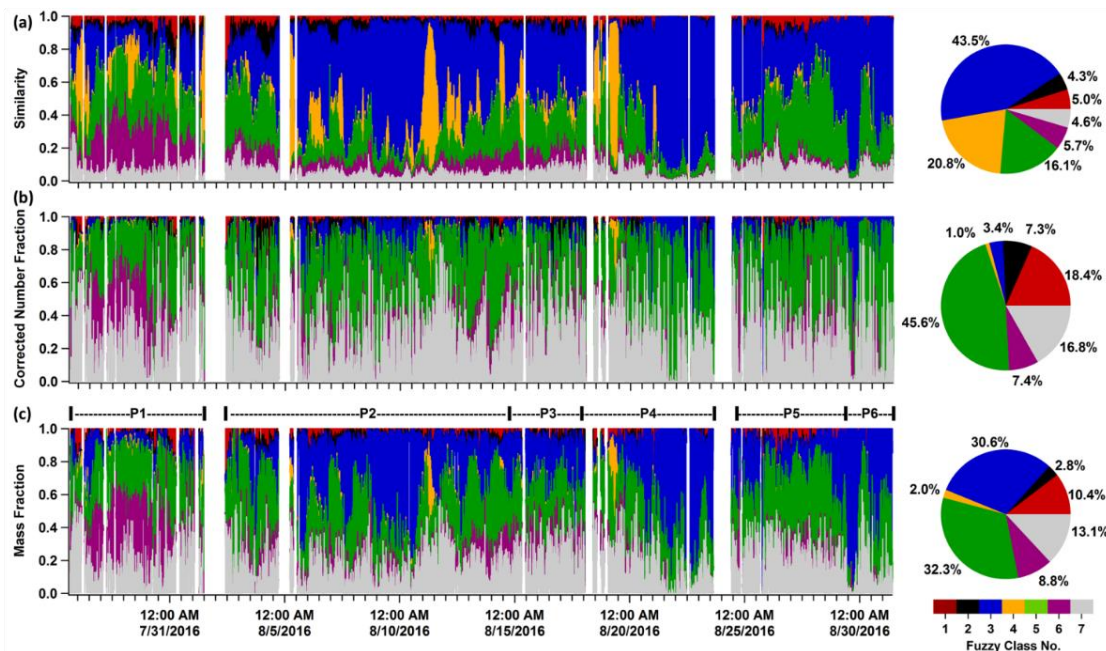 (a)
1.0
0.8
0.6
0.4
0.2
0.0
Similarity
43.5%
4.3%
5.0%
4.6%
5.7%
16.1%
20.8%
(b)
1.0
0.8
0.6
0.4
0.2
0.0
Corrected Number Fraction
1.0%
3.4%
7.3%
18.4%
45.6%
16.8%
7.4%
(c)
P1
P2
P3
P4
P5
P6
1.0
0.8
0.6
0.4
0.2
0.0
Mass Fraction
30.6%
2.8%
2.0%
10.4%
13.1%
32.3%
8.8%
12:00 AM 12:00 AM 12:00 AM 12:00 AM 12:00 AM 12:00 AM 12:00 AM
7/31/2016 8/5/2016 8/10/2016 8/15/2016 8/20/2016 8/25/2016 8/30/2016
1 2 3 4 5 6 7
Fuzzy Class No.